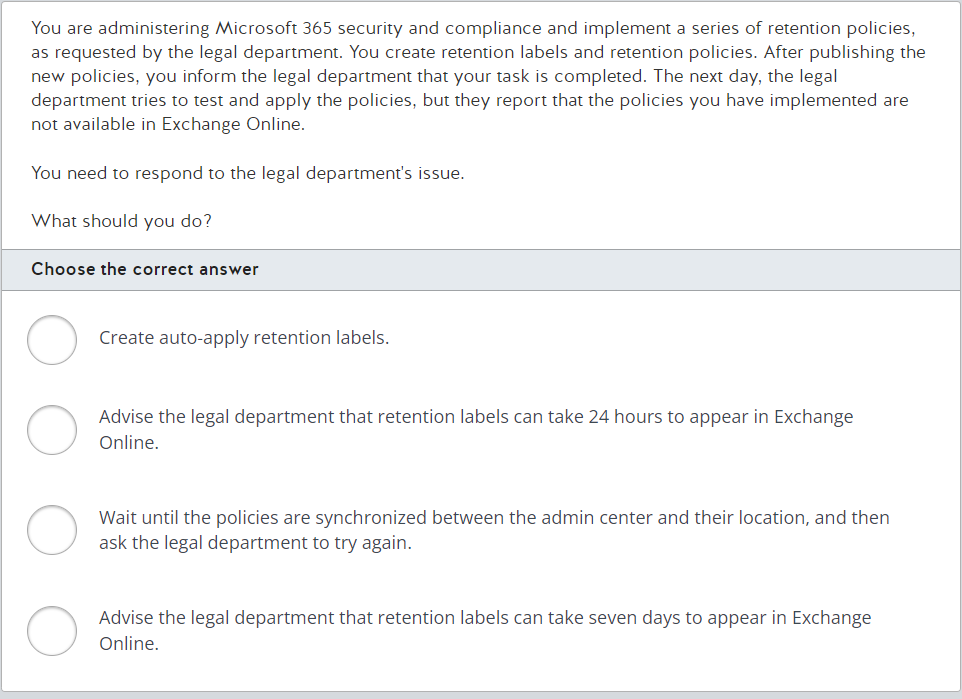 You are administering Microsoft 365 security and compliance and implement a series of retention policies,
as requested by the legal department. You create retention labels and retention policies. After publishing the
new policies, you inform the legal department that your task is completed. The next day, the legal
department tries to test and apply the policies, but they report that the policies you have implemented are
not available in Exchange Online.
You need to respond to the legal department's issue.
What should you do?
Choose the correct answer
Create auto-apply retention labels.
Advise the legal department that retention labels can take 24 hours to appear in Exchange
Online.
Wait until the policies are synchronized between the admin center and their location, and then
ask the legal department to try again.
Advise the legal department that retention labels can take seven days to appear in Exchange
Online.